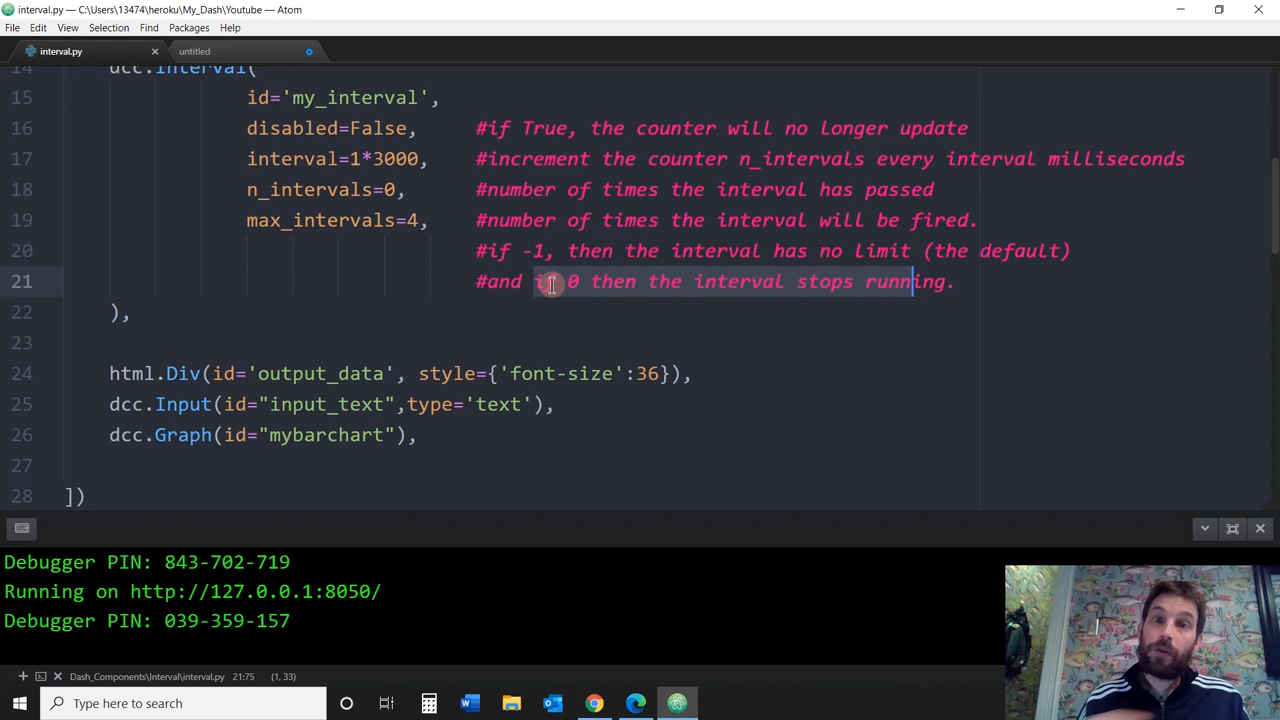 interval.py — C:\Users\13474\heroku\My_Dash\Youtube — Atom
File Edit View Selection Find Packages Help
interval.py untitled
14 dcc.Interval(
15 id='my_interval',
16 disabled=False, #if True, the counter will no longer update
17 interval=1*3000, #increment the counter n_intervals every interval milliseconds
18 n_intervals=0, #number of times the interval has passed
19 max_intervals=4, #number of times the interval will be fired.
20 #if -1, then the interval has no limit (the default)
21 #and if 0 then the interval stops running.
22 ),
23
24 html.Div(id='output_data', style={'font-size':36}),
25 dcc.Input(id="input_text",type='text'),
26 dcc.Graph(id="mybarchart"),
27
28 ])
Debugger PIN: 843-702-719
Running on http://127.0.0.1:8050/
Debugger PIN: 039-359-157
Dash_Components\Interval\interval.py 21:75 (1, 33)
Type here to search